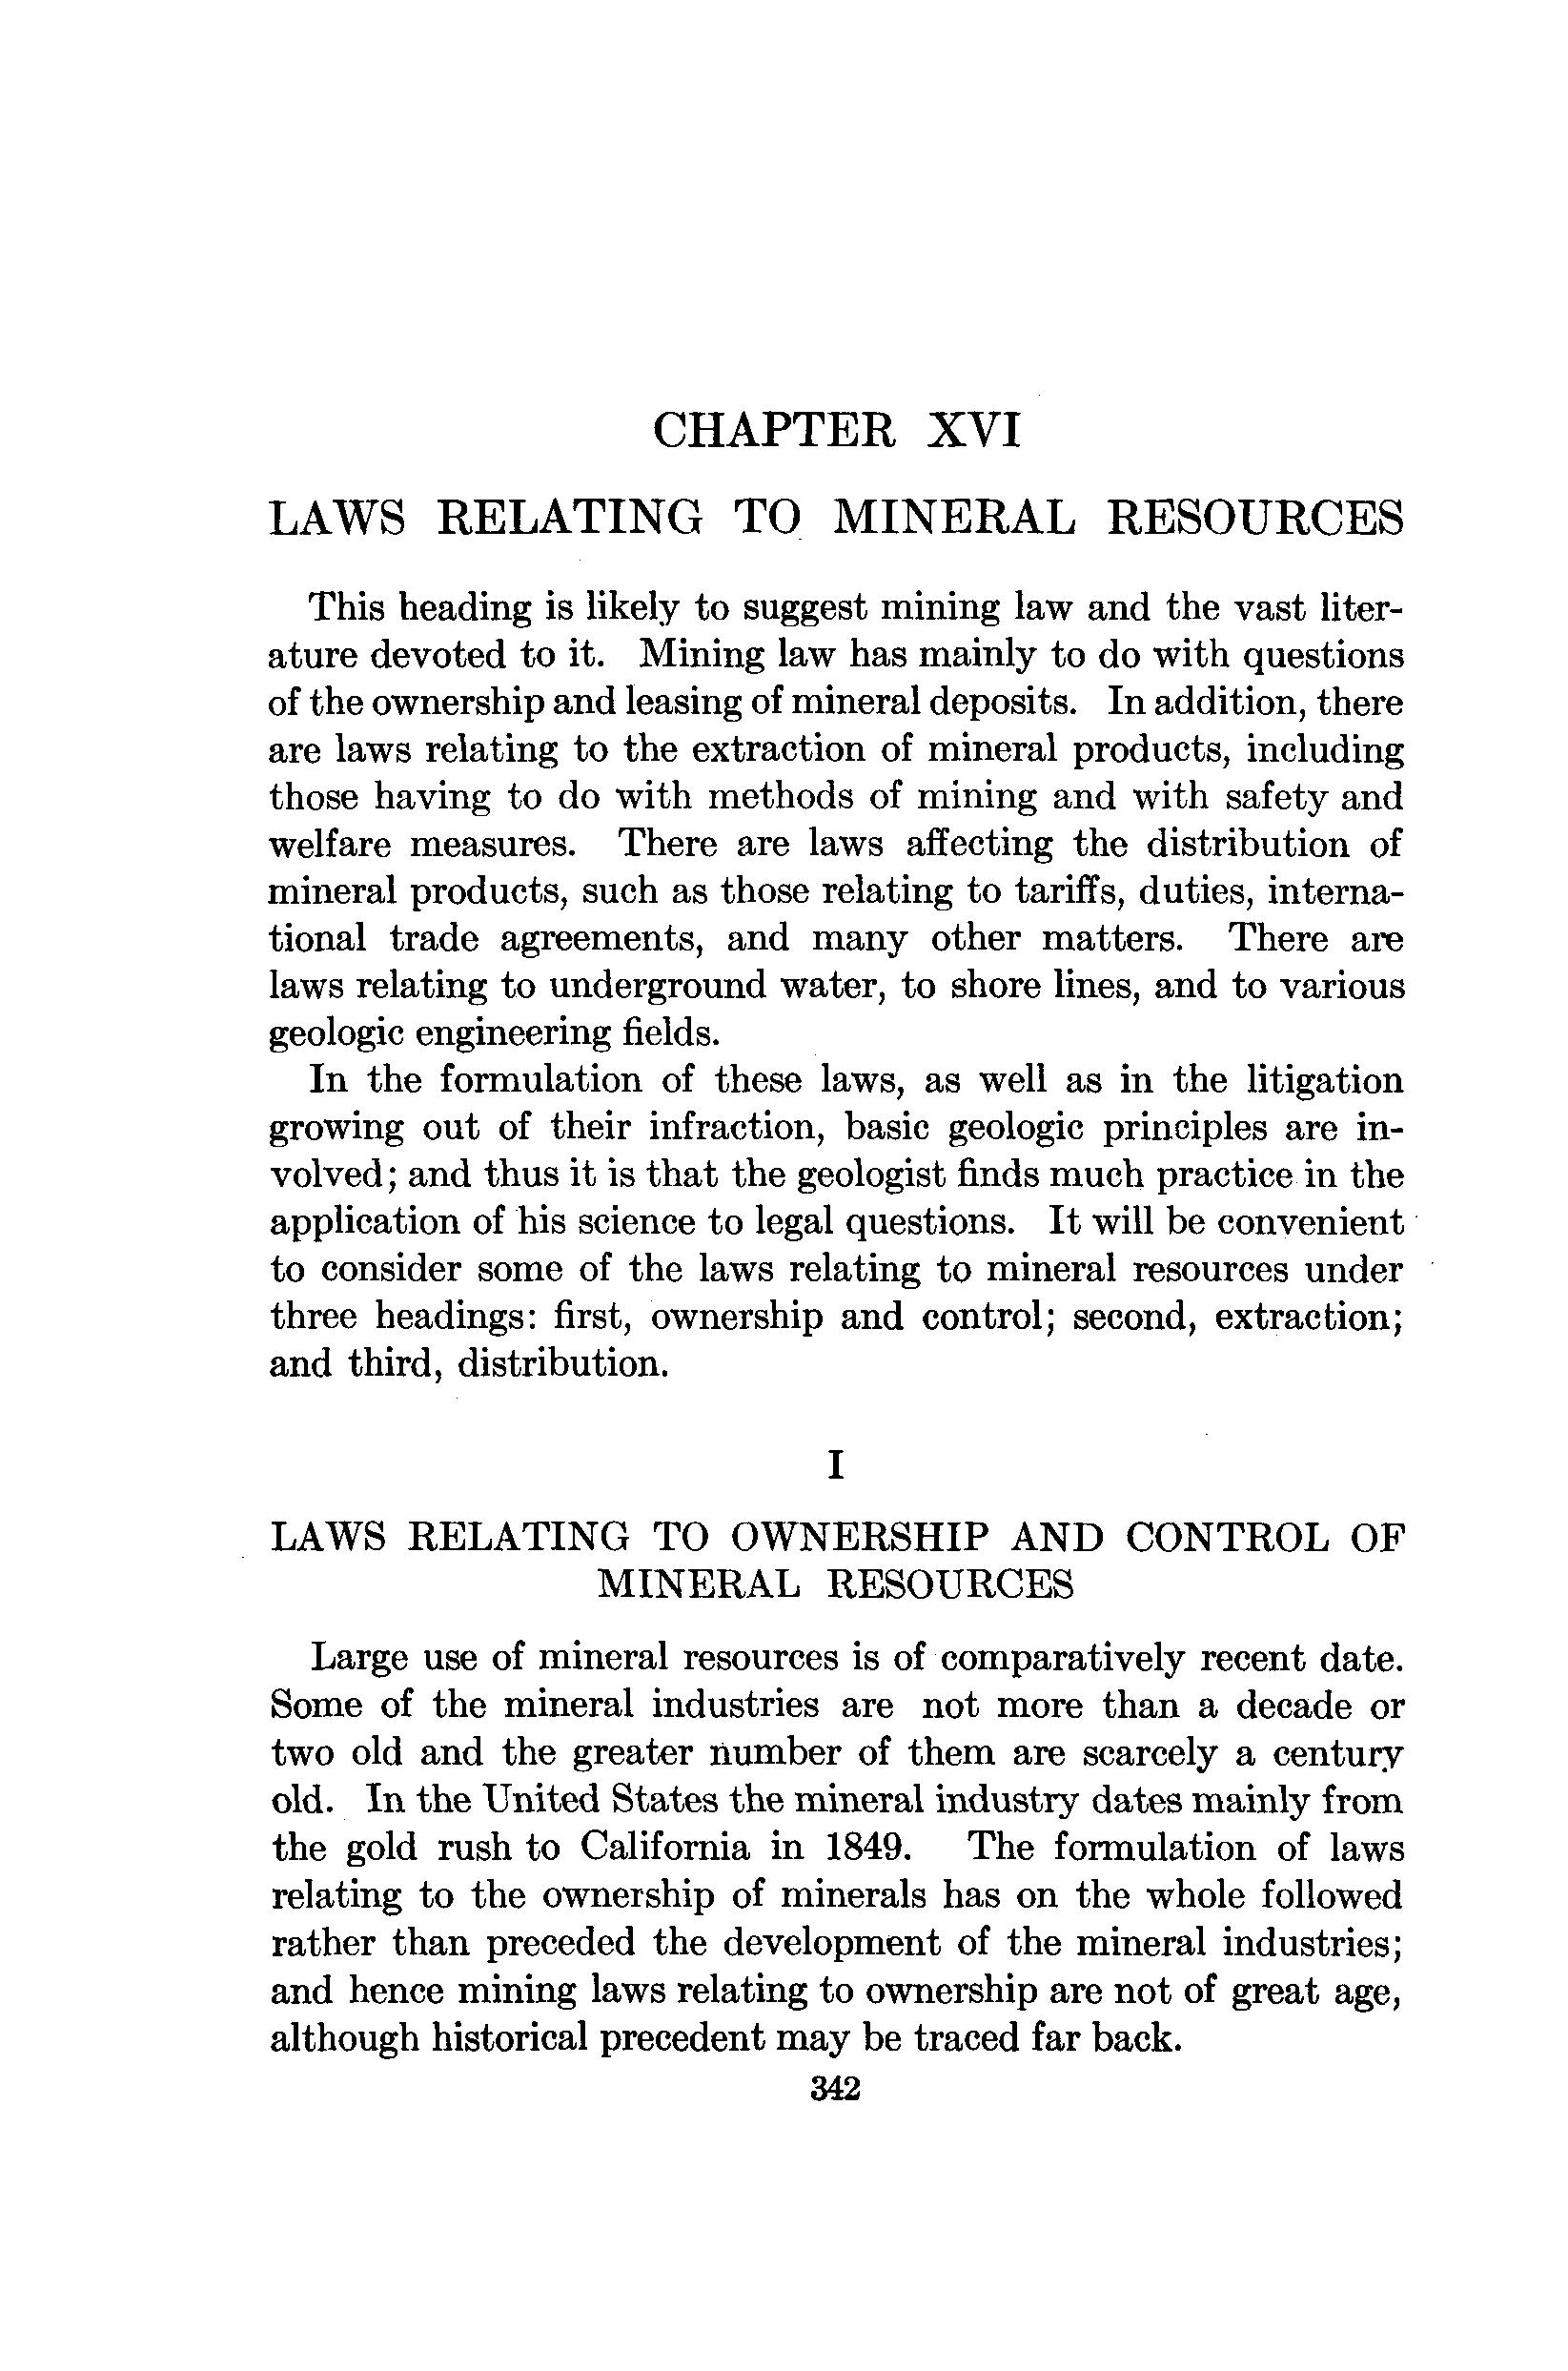 CHAPTER XVI
LAWS RELATING TO MINERAL RESOURCES
This heading is likely to suggest mining law and the vast liter-
ature devoted to it. Mining law has mainly to do with questions
of the ownership and leasing of mineral deposits. In addition, there
are laws relating to the extraction of mineral products, including
those having to do with methods of mining and with safety and
welfare measures. There are laws affecting the distribution of
mineral products, such as those relating to tariffs, duties, interna-
tional trade agreements, and many other matters. There are
laws relating to underground water, to shore lines, and to various
geologic engineering fields.
In the formulation of these laws, as well as in the litigation
growing out of their infraction, basic geologic principles are in-
volved; and thus it is that the geologist finds much practice in the
application of his science to legal questions. It will be convenient
to consider some of the laws relating to mineral resources under
three headings: first, ownership and control; second, extraction;
and third, distribution.
I
LAWS RELATING TO OWNERSHIP AND CONTROL OF
MINERAL RESOURCES
Large use of mineral resources is of comparatively recent date.
Some of the mineral industries are not more than a decade or
two old and the greater number of them are scarcely a century
old. In the United States the mineral industry dates mainly from
the gold rush to California in 1849. The formulation of laws
relating to the ownership of minerals has on the whole followed
rather than preceded the development of the mineral industries;
and hence mining laws relating to ownership are not of great age,
although historical precedent may be traced far back.
342